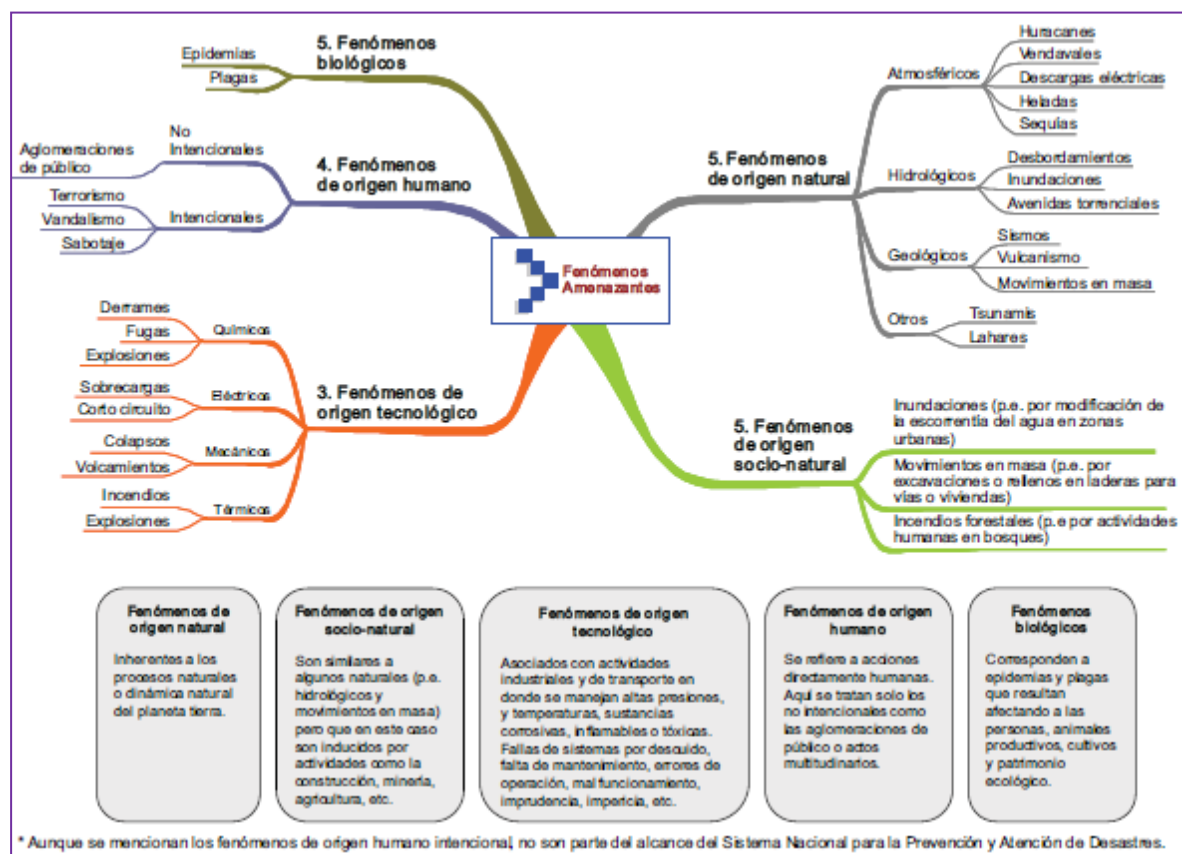 5. Fenómenos
biológicos
Epidemias
Plagas
4. Fenómenos
de origen humano
No
Intencionales
Aglomeraciones
de público
Intencionales
Terrorismo
Vandalismo
Sabotaje
Fenómenos
Amenazantes
3. Fenómenos de
origen tecnológico
Químicos
Derrames
Fugas
Explosiones
Eléctricos
Sobrecargas
Corto circuito
Mecánicos
Colapsos
Volcamientos
Térmicos
Incendios
Explosiones
5. Fenómenos
de origen natural
Atmosféricos
Huracanes
Vendavales
Descargas eléctricas
Heladas
Sequías
Hidrológicos
Desbordamientos
Inundaciones
Avenidas torrenciales
Geológicos
Sismos
Vulcanismo
Movimientos en masa
Otros
Tsunamis
Lahares
5. Fenómenos
de origen
socio-natural
Inundaciones (p.e. por modificación de
la escorrentía del agua en zonas
urbanas)
Movimientos en masa (p.e. por
excavaciones o rellenos en laderas para
vías o viviendas)
Incendios forestales (p.e por actividades
humanas en bosques)
Fenómenos de
origen natural
Inherentes a los
procesos naturales
o dinámica natural
del planeta tierra.
Fenómenos de origen
socio-natural
Son similares a
algunos naturales (p.e.
hidrológicos y
movimientos en masa)
pero que en este caso
son inducidos por
actividades como la
construcción, minería,
agricultura, etc.
Fenómenos de origen
tecnológico
Asociados con actividades
industriales y de transporte en
donde se manejan altas presiones,
y temperaturas, sustancias
corrosivas, inflamables o tóxicas.
Fallas de sistemas por descuido,
falta de mantenimiento, errores de
operación, mal funcionamiento,
imprudencia, impericia, etc.
Fenómenos de origen
humano
Se refiere a acciones
directamente humanas.
Aquí se tratan solo los
no intencionales como
las aglomeraciones de
público o actos
multitudinarios.
Fenómenos
biológicos
Corresponden a
epidemias y plagas
que resultan
afectando a las
personas, animales
productivos, cultivos
y patrimonio
ecológico.
* Aunque se mencionan los fenómenos de origen humano intencional, no son parte del alcance del Sistema Nacional para la Prevención y Atención de Desastres.